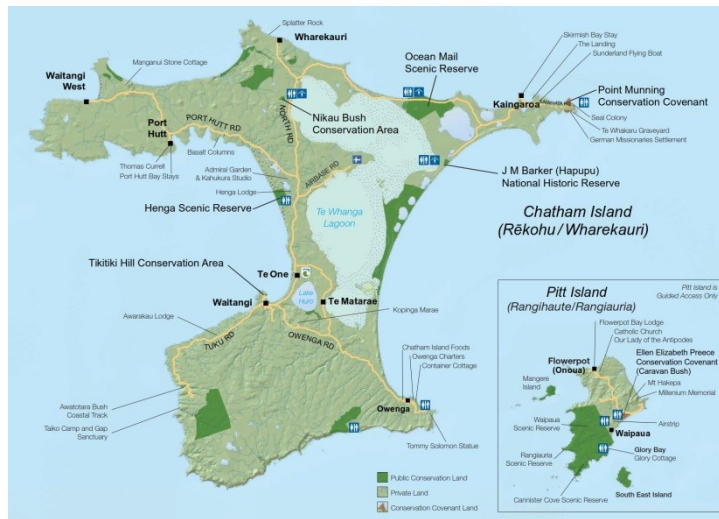 Splatter Rock
Wharekauri
Manganui Stone Cottage
Waitangi
West
Port
Hutt
PORT HUTT RD
Thomas Currell
Port Hutt Bay Stays
Basalt Columns
Nikau Bush
Conservation Area
NORTH RD
Ocean Mail
Scenic Reserve
Skirmish Bay Stay
The Landing
Sunderland Flying Boat
Kaingaroa
Point Munning
Conservation Covenant
Seal Colony
Te Whakaru Graveyard
German Missionaries Settlement
Admiral Garden
& Kahukura Studio
AIRBASE RD
Henga Lodge
Henga Scenic Reserve
J M Barker (Hapupu)
National Historic Reserve
Te Whanga
Lagoon
Chatham Island
(Rēkohu / Wharekauri)
Tikitiki Hill Conservation Area
Te One
Waitangi
Lake
Huro
Te Matarae
Kopinga Marae
Awarakau Lodge
TUKU RD
OWENGA RD
Chatham Island Foods
Owenga Charters
Container Cottage
Owenga
Awatotara Bush
Coastal Track
Taiko Camp and Gap
Sanctuary
Tommy Solomon Statue
Public Conservation Land
Private Land
Conservation Covenant Land
Pitt Island is
Guided Access Only
Pitt Island
(Rangihaute/Rangiauria)
Flowerpot Bay Lodge
Catholic Church
Our Lady of the Antipodes
Flowerpot
(Onoua)
Ellen Elizabeth Preece
Conservation Covenant
(Caravan Bush)
Mt Hakepa
Millenium Memorial
Mangere
Island
Airstrip
Waipaua
Scenic Reserve
Waipaua
Rangiauria
Scenic Reserve
Glory Bay
Glory Cottage
Cannister Cove Scenic Reserve
South East Island